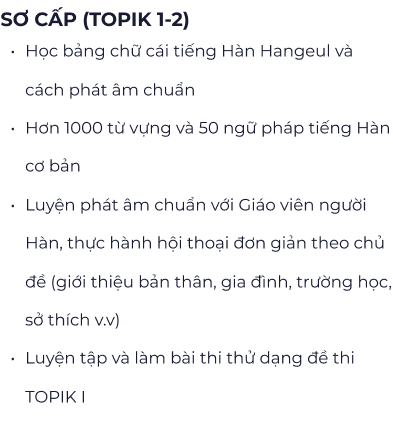 SƠ CẤP (TOPIK 1-2)
• Học bảng chữ cái tiếng Hàn Hangeul và
cách phát âm chuẩn
• Hơn 1000 từ vựng và 50 ngữ pháp tiếng Hàn
cơ bản
• Luyện phát âm chuẩn với Giáo viên người
Hàn, thực hành hội thoại đơn giản theo chủ
đề (giới thiệu bản thân, gia đình, trường học,
sở thích v.v)
• Luyện tập và làm bài thi thử dạng đề thi
TOPIK I